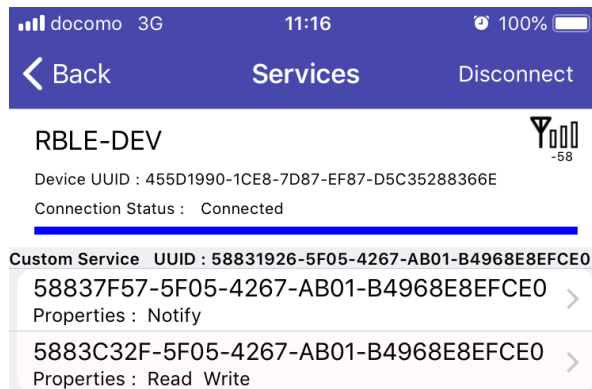 docomo 3G 11:16 100%
Back Services Disconnect
RBLE-DEV
-58
Device UUID : 455D1990-1CE8-7D87-EF87-D5C35288366E
Connection Status : Connected
Custom Service UUID : 58831926-5F05-4267-AB01-B4968E8EFCE0
58837F57-5F05-4267-AB01-B4968E8EFCE0
Properties : Notify
5883C32F-5F05-4267-AB01-B4968E8EFCE0
Properties : Read Write